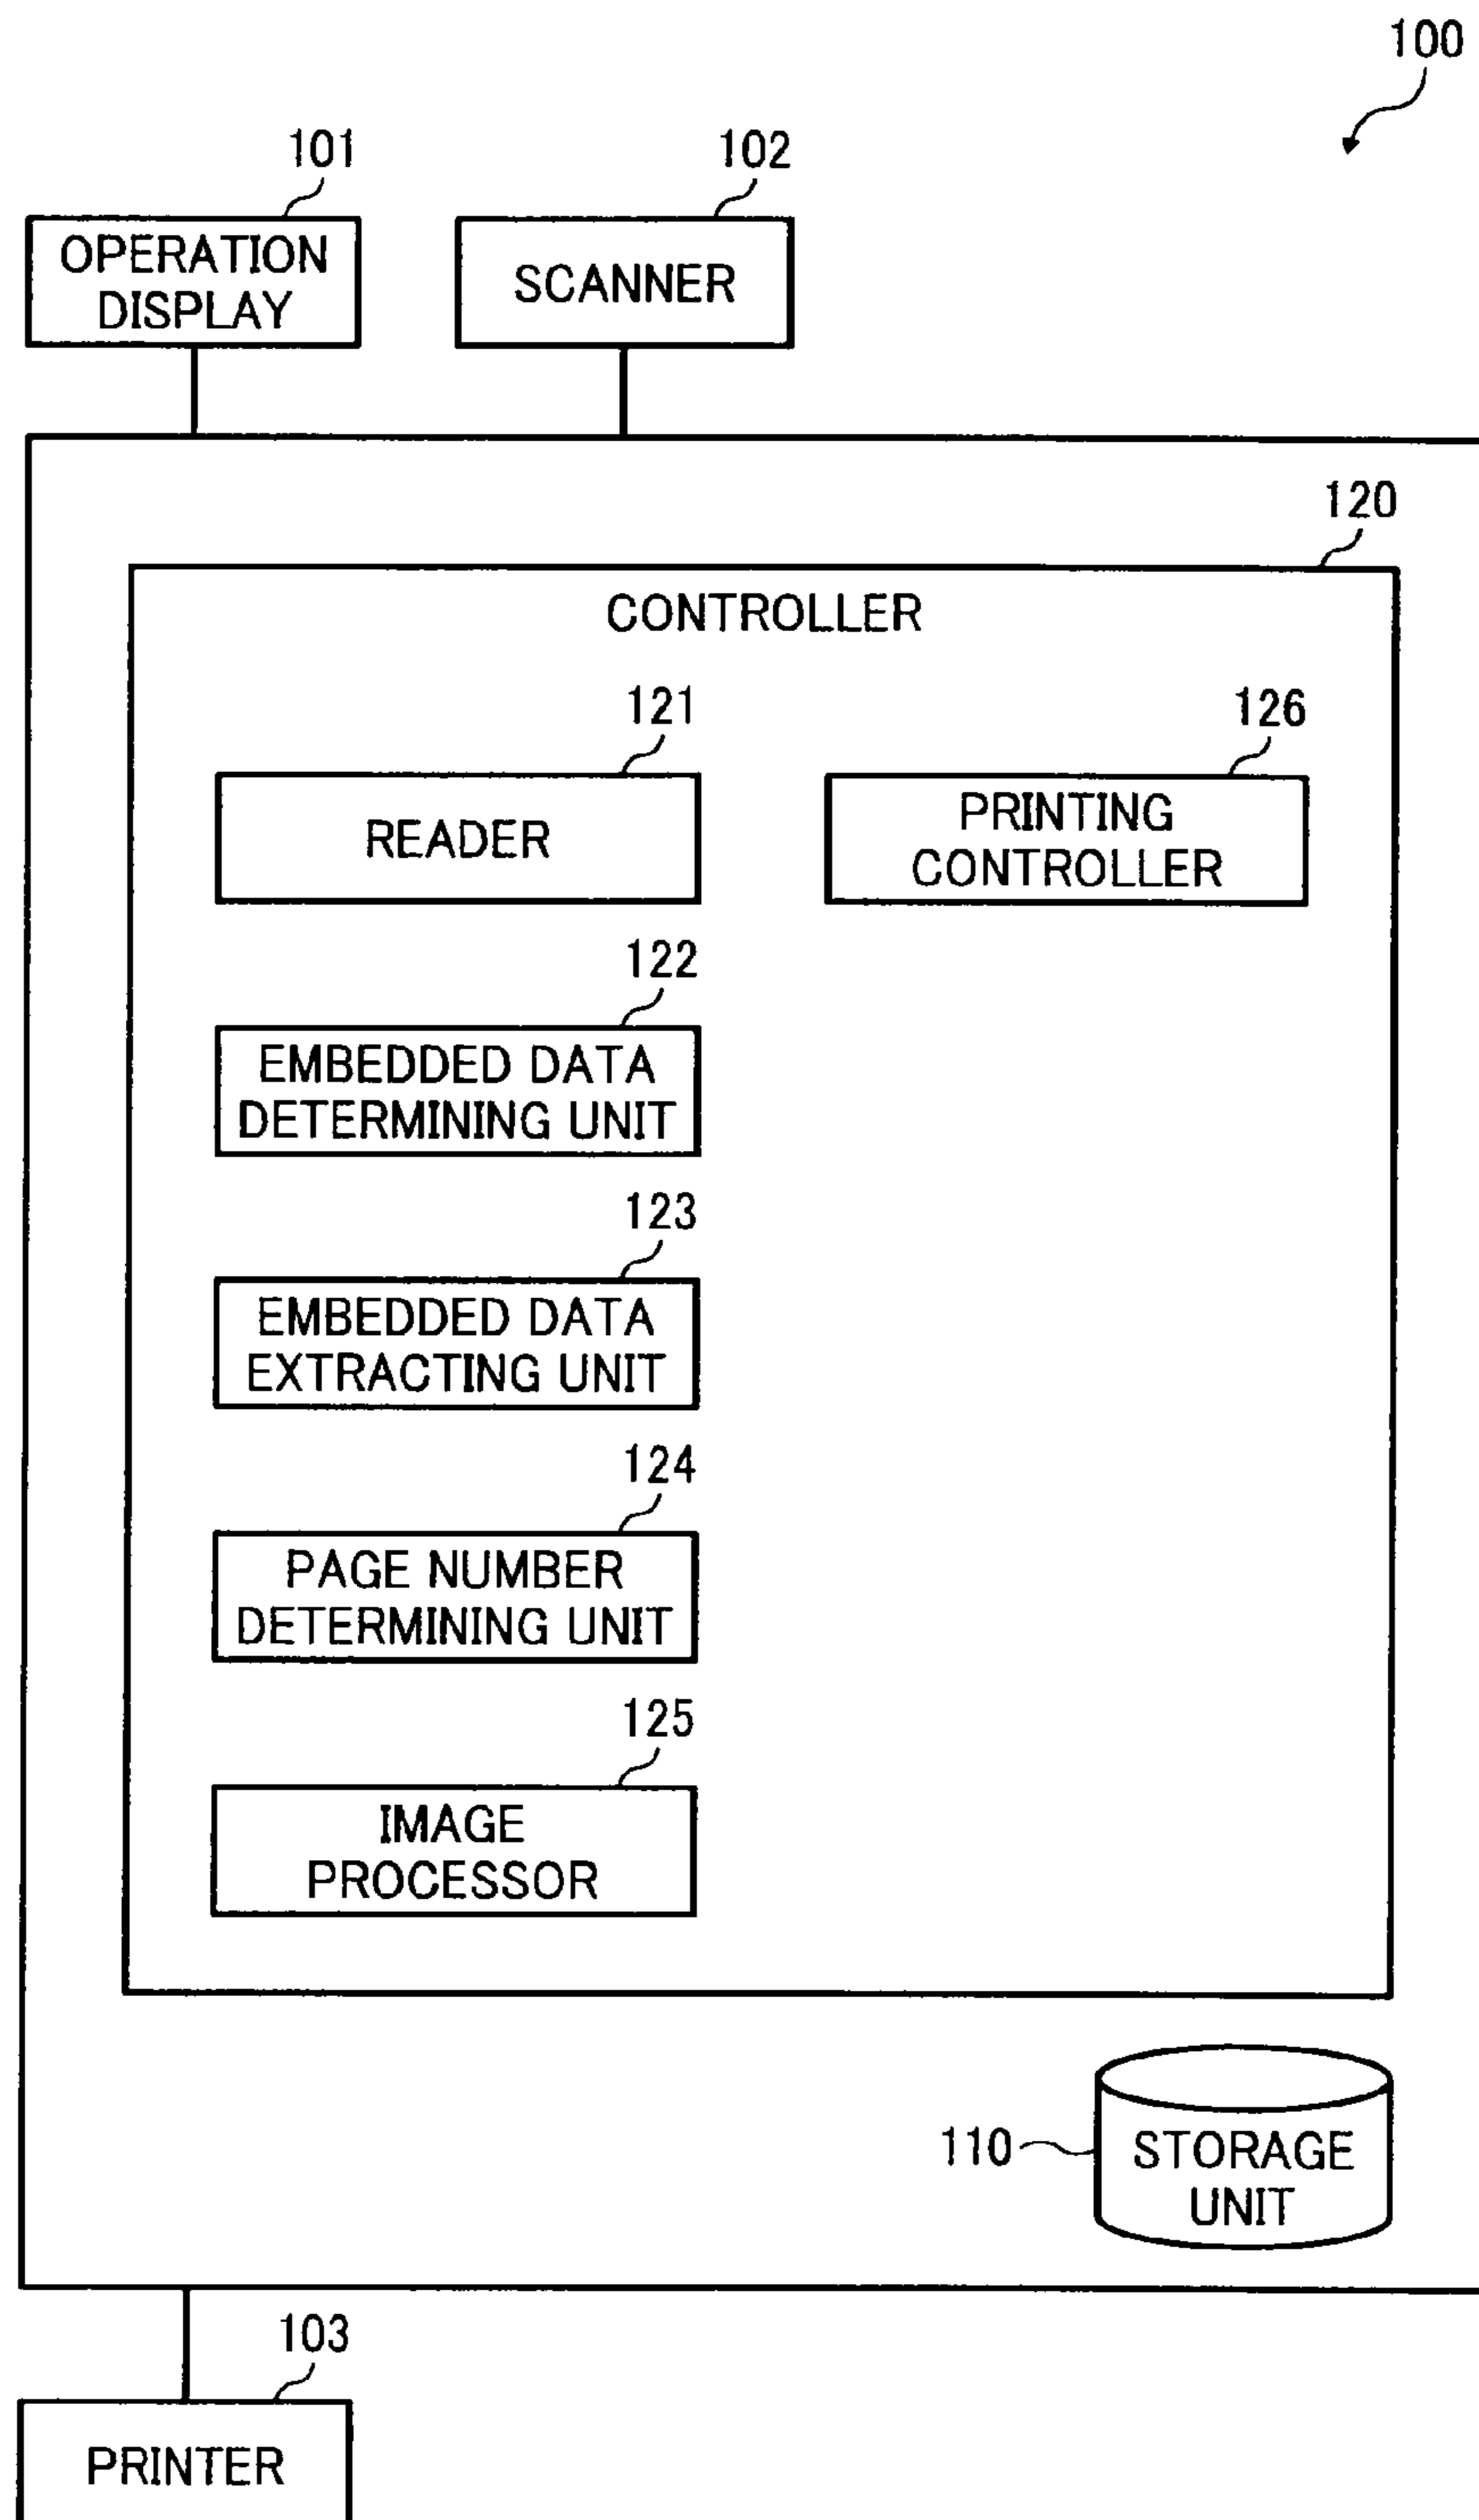 100
101
102
OPERATION
DISPLAY
SCANNER
120
CONTROLLER
121
126
READER
PRINTING
CONTROLLER
122
EMBEDDED DATA
DETERMINING UNIT
123
EMBEDDED DATA
EXTRACTING UNIT
124
PAGE NUMBER
DETERMINING UNIT
125
IMAGE
PROCESSOR
110
STORAGE
UNIT
103
PRINTER